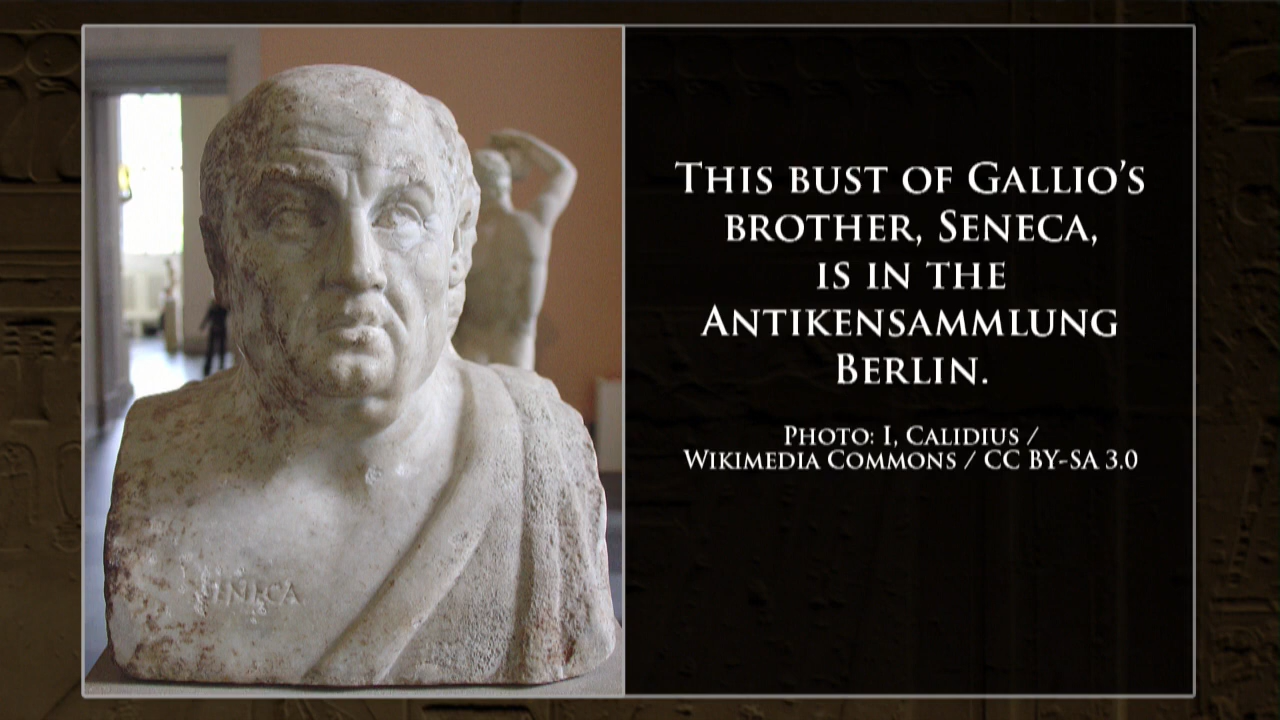 THIS BUST OF GALLIO'S
BROTHER, SENECA,
IS IN THE
ANTIKENSAMMLUNG
BERLIN.
PHOTO: I, CALIDIUS /
WIKIMEDIA COMMONS / CC BY-SA 3.0
SENECA